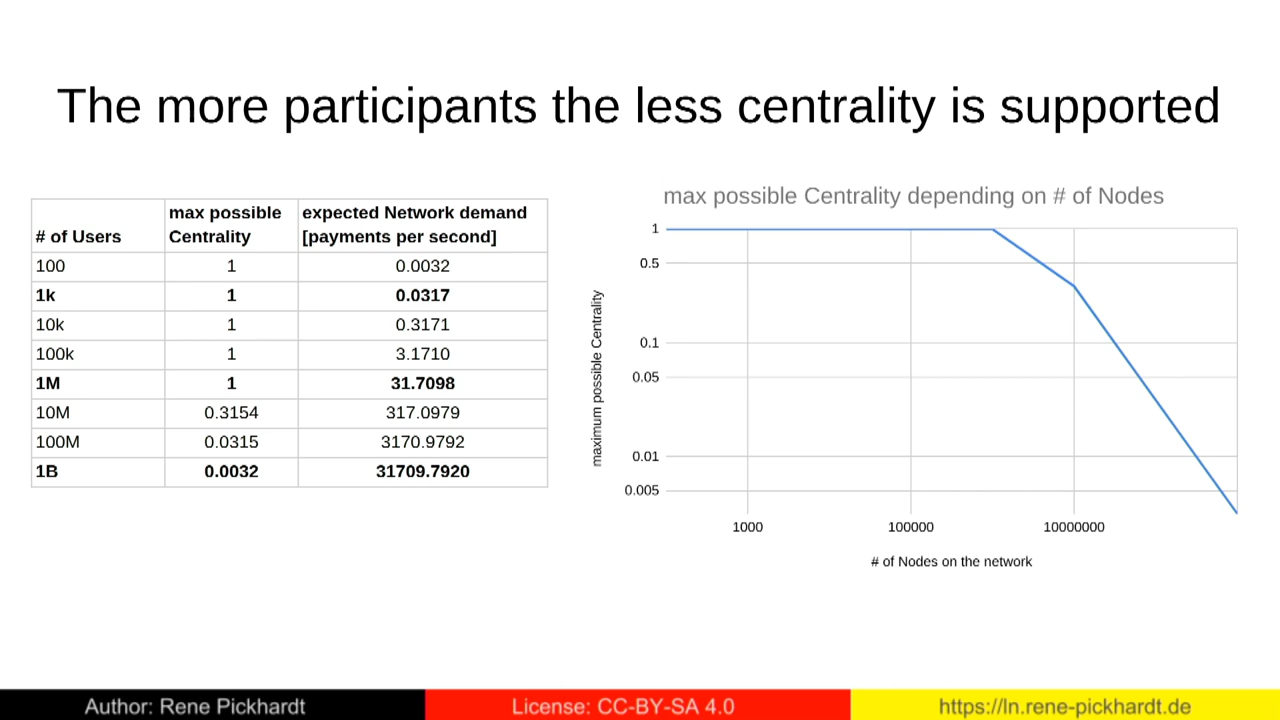 The more participants the less centrality is supported
# of Users max possible Centrality expected Network demand [payments per second]
100 1 0.0032
1k 1 0.0317
10k 1 0.3171
100k 1 3.1710
1M 1 31.7098
10M 0.3154 317.0979
100M 0.0315 3170.9792
1B 0.0032 31709.7920
max possible Centrality depending on # of Nodes
maximum possible Centrality
1
0.5
0.1
0.05
0.01
0.005
1000 100000 10000000
# of Nodes on the network
Author: Rene Pickhardt License: CC-BY-SA 4.0 https://ln.rene-pickhardt.de